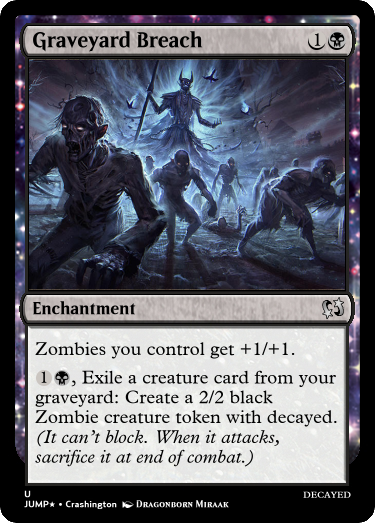 Graveyard Breach 1
Enchantment
Zombies you control get +1/+1.
1 , Exile a creature card from your
graveyard: Create a 2/2 black
Zombie creature token with decayed.
(It can't block. When it attacks,
sacrifice it at end of combat.)
U
DECAYED
JUMP★ • Crashington Dragonborn Miraak